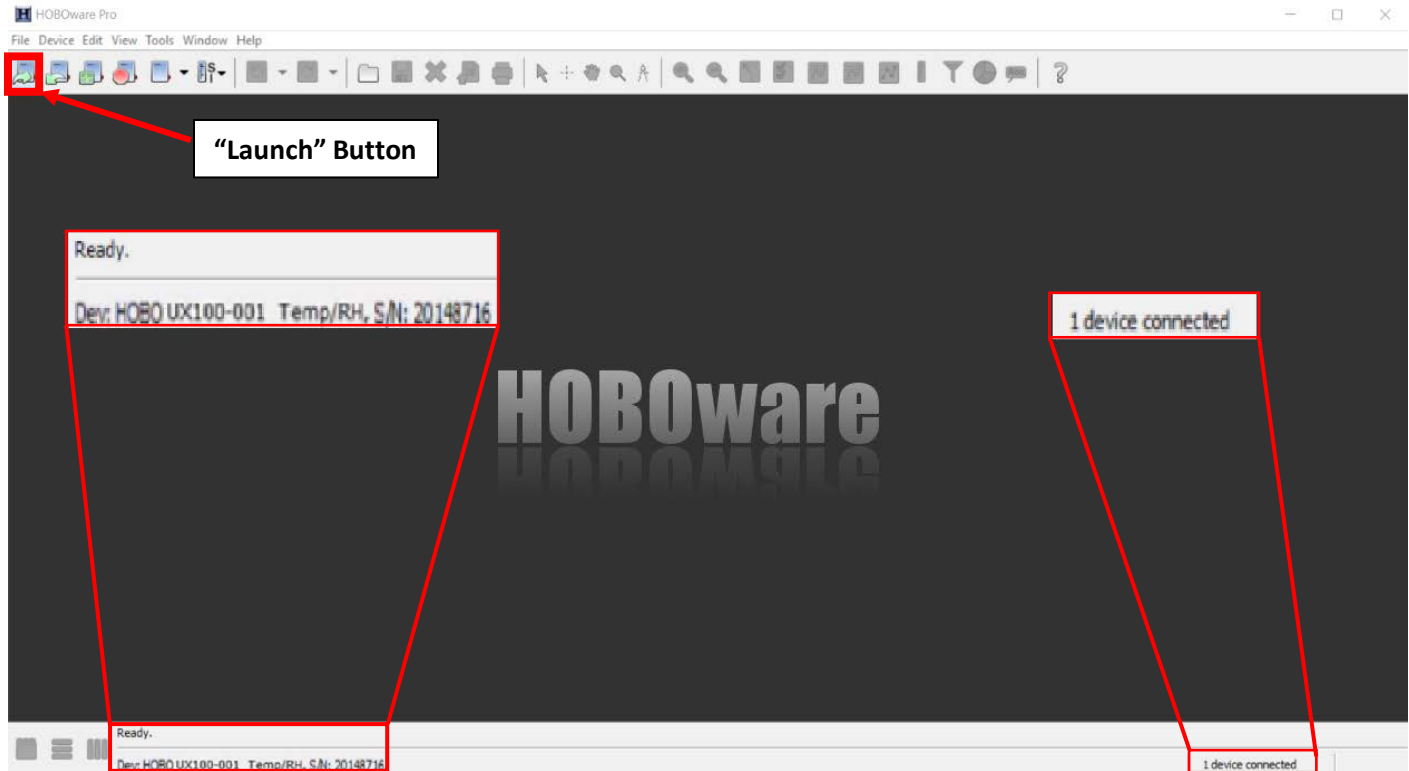 HOBOware Pro
File Device Edit View Tools Window Help
“Launch” Button
Ready.
Dev: HOBO UX100-001 Temp/RH, S/N: 20148716
1 device connected
HOBOware
Ready.
Dev: HOBO UX100-001 Temp/RH, S/N: 20148716
1 device connected